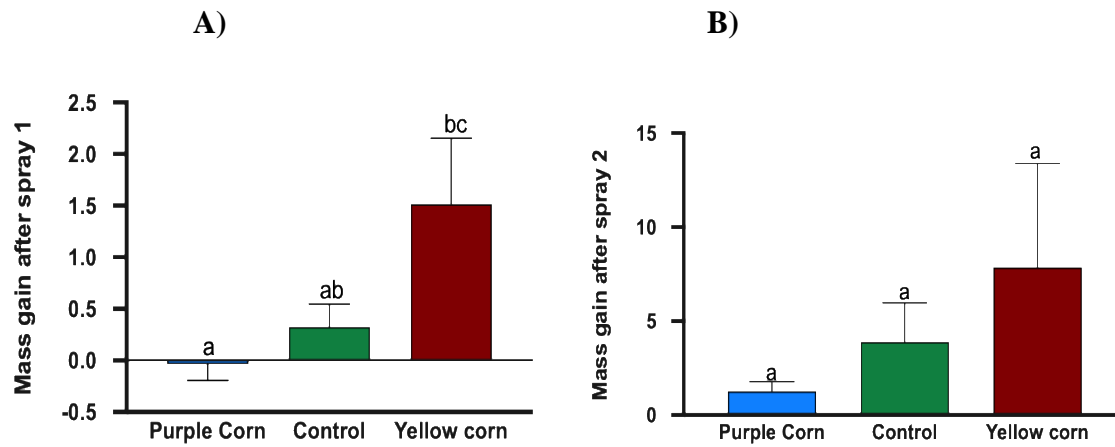 A)
Mass gain after spray 1
2.5
2.0
1.5
1.0
0.5
0.0
-0.5
a
ab
bc
Purple Corn Control Yellow corn
B)
Mass gain after spray 2
15
10
5
0
a
a
a
Purple Corn Control Yellow corn